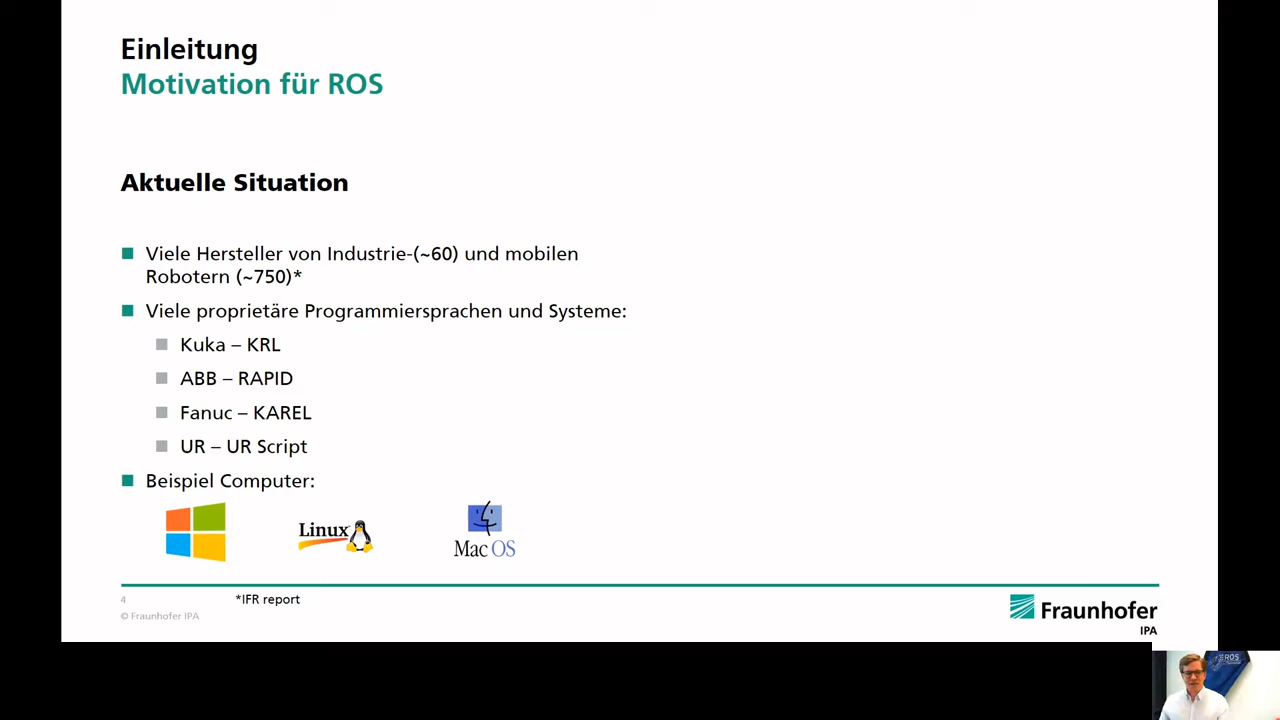 Einleitung
Motivation für ROS
Aktuelle Situation
Viele Hersteller von Industrie-(~60) und mobilen
Robotern (~750)*
Viele proprietäre Programmiersprachen und Systeme:
Kuka – KRL
ABB – RAPID
Fanuc – KAREL
UR – UR Script
Beispiel Computer:
Linux
Mac OS
4
*IFR report
© Fraunhofer IPA
Fraunhofer
IPA
ROS